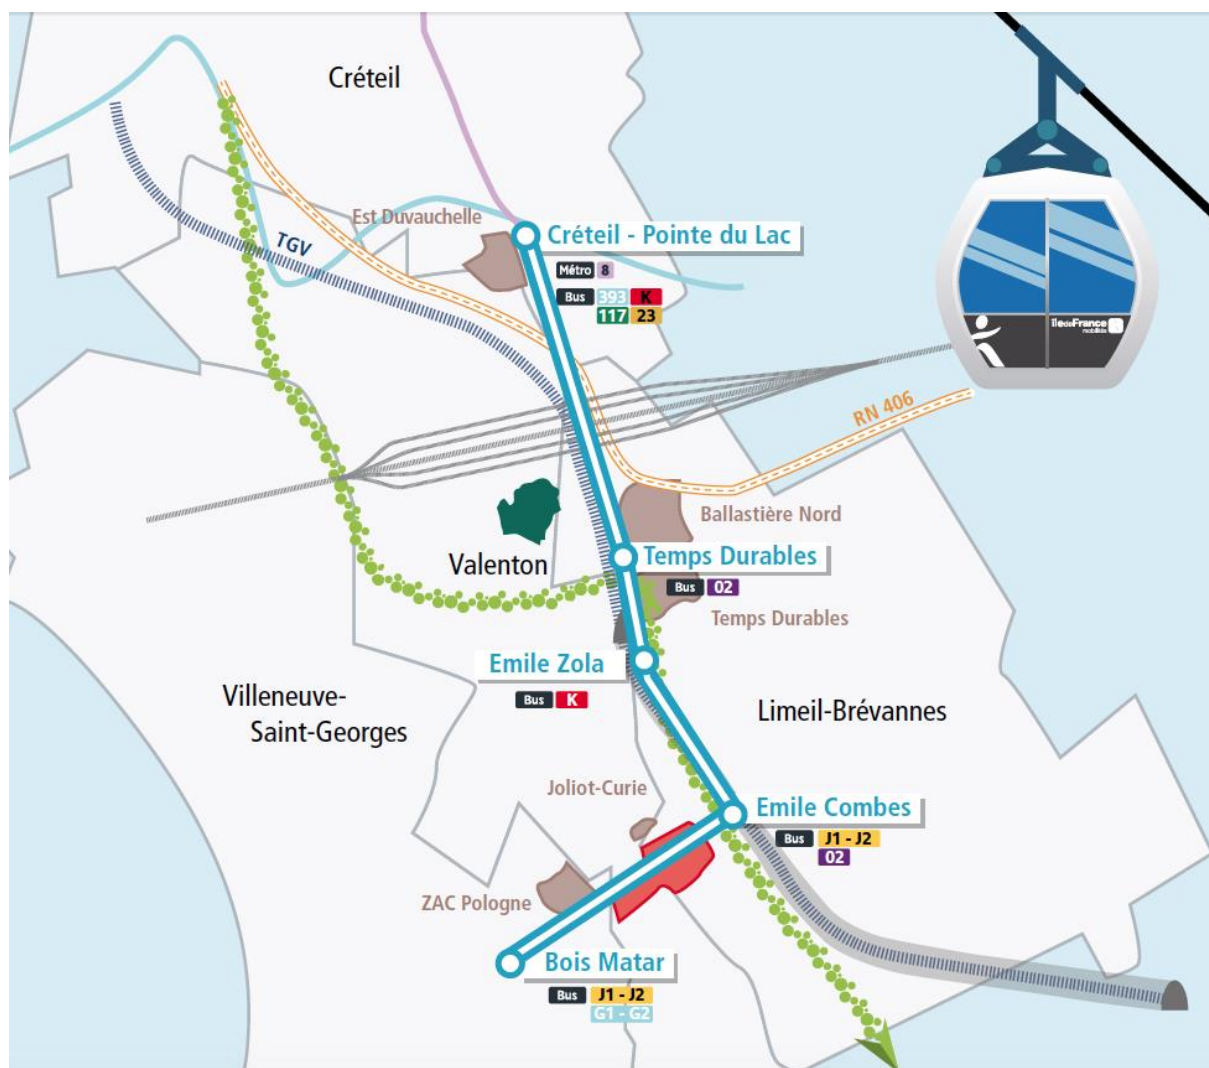 Créteil
Est Duvauchelle
TGV
Créteil - Pointe du Lac
Métro 8
Bus 393 K
117 23
îledeFrance
mobilités
RN 406
Ballastière Nord
Valenton
Temps Durables
Bus 02
Temps Durables
Emile Zola
Bus K
Villeneuve-
Saint-Georges
Limeil-Brévannes
Joliot-Curie
Emile Combes
Bus J1 - J2
02
ZAC Pologne
Bois Matar
Bus J1 - J2
G1 - G2